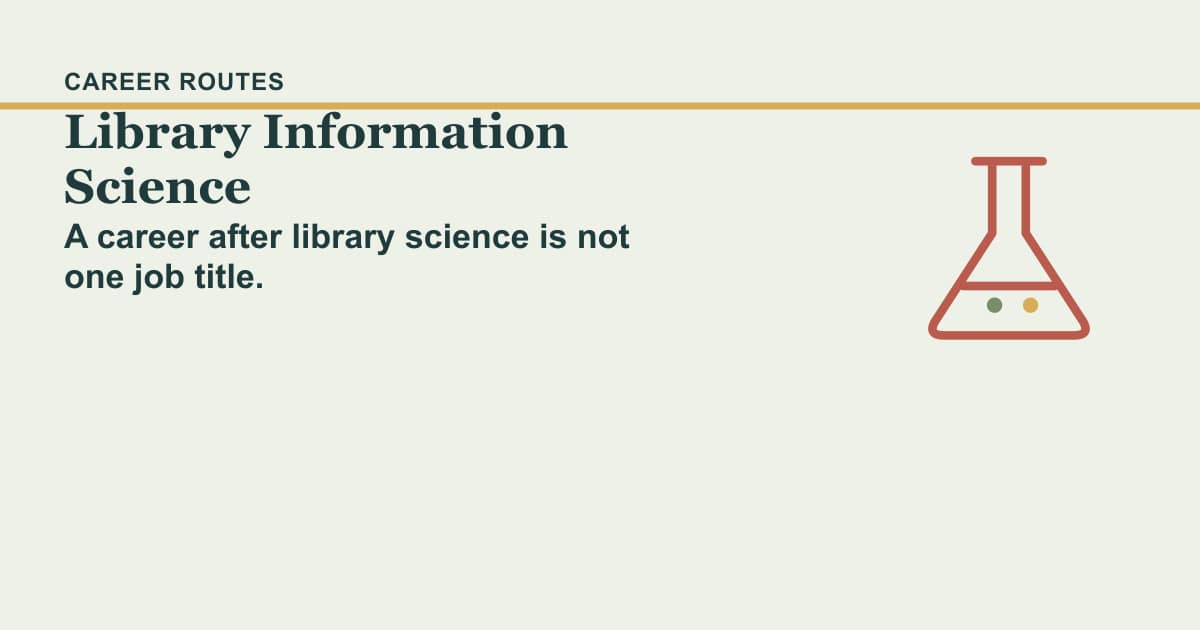 CAREER ROUTES
Library Information
Science
A career after library science is not
one job title.